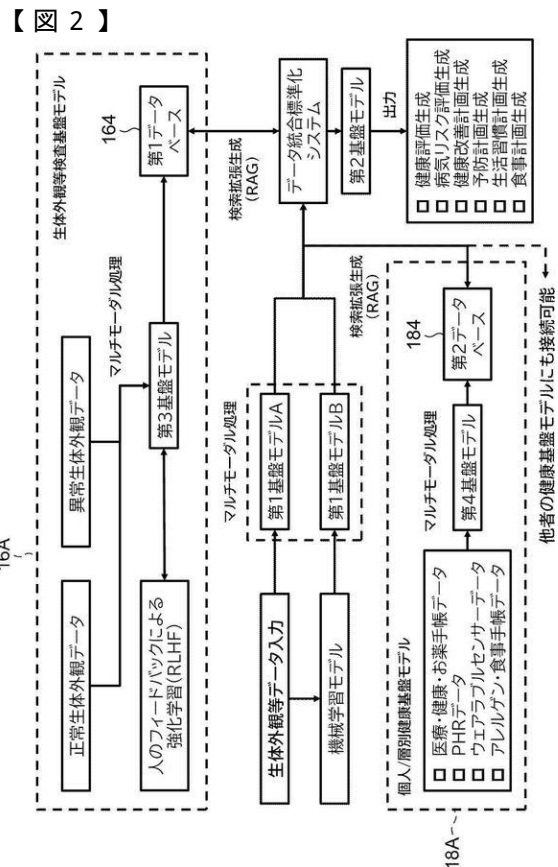 【図2】
16A
生体外観等検査基盤モデル
正常生体外観データ
異常生体外観データ
マルチモーダル処理
人のフィードバックによる
強化学習(RLHF)
第3基盤モデル
164
第1データ
ベース
検索拡張生成
(RAG)
生体外観等データ入力
機械学習モデル
マルチモーダル処理
第1基盤モデルA
第1基盤モデルB
データ統合標準化
システム
第2基盤モデル
出力
健康評価生成
病気リスク評価生成
健康改善計画生成
予防計画生成
生活習慣計画生成
食事計画生成
検索拡張生成
(RAG)
18A
個人/層別健康基盤モデル
医療・健康・お薬手帳データ
PHRデータ
ウェアラブルセンサーデータ
アレルゲン・食事手帳データ
マルチモーダル処理
第4基盤モデル
184
第2データ
ベース
他者の健康基盤モデルにも接続可能